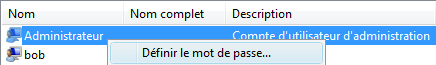 Nom Nom complet Description
Administrateur Compte d'utilisateur d'administration
bob Définir le mot de passe...